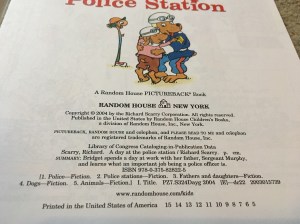 Police Station
A Random House PICTUREBACK® Book
RANDOM HOUSE NEW YORK
Copyright © 2004 by the Richard Scarry Corporation. All rights reserved.
Published in the United States by Random House Children's Books,
a division of Random House, Inc., New York.
PICTUREBACK, RANDOM HOUSE and colophon, and PLEASE READ TO ME and colophon
are registered trademarks of Random House, Inc.
Library of Congress Cataloging-in-Publication Data
Scarry, Richard. A day at the police station / Richard Scarry. p. cm.
SUMMARY: Bridget spends a day at work with her father, Sergeant Murphy,
and learns what an important job being a police officer is.
ISBN 978-0-375-82822-5
[1. Police—Fiction. 2. Police stations—Fiction. 3. Fathers and daughters—Fiction.
4. Dogs—Fiction. 5. Animals—Fiction.] I. Title.
www.randomhouse.com/kids
Printed in the United States of America 15 14 13 12 11 10 9 8 7 6 5